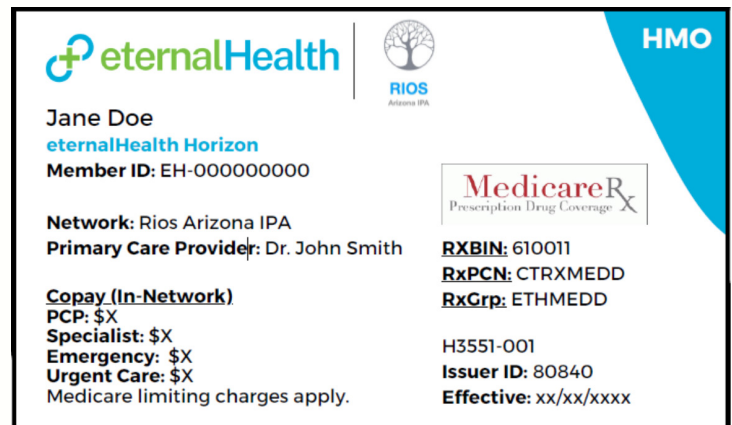 eternalHealth
RIOS
Arizona IPA
HMO
Jane Doe
eternalHealth Horizon
Member ID: EH-000000000
Network: Rios Arizona IPA
Primary Care Provider: Dr. John Smith
Copay (In-Network)
PCP: $X
Specialist: $X
Emergency: $X
Urgent Care: $X
Medicare limiting charges apply.
MedicareRx
Prescription Drug Coverage
RXBIN: 610011
RxPCN: CTRXMEDD
RxGrp: ETHMEDD
H3551-001
Issuer ID: 80840
Effective: xx/xx/xxxx